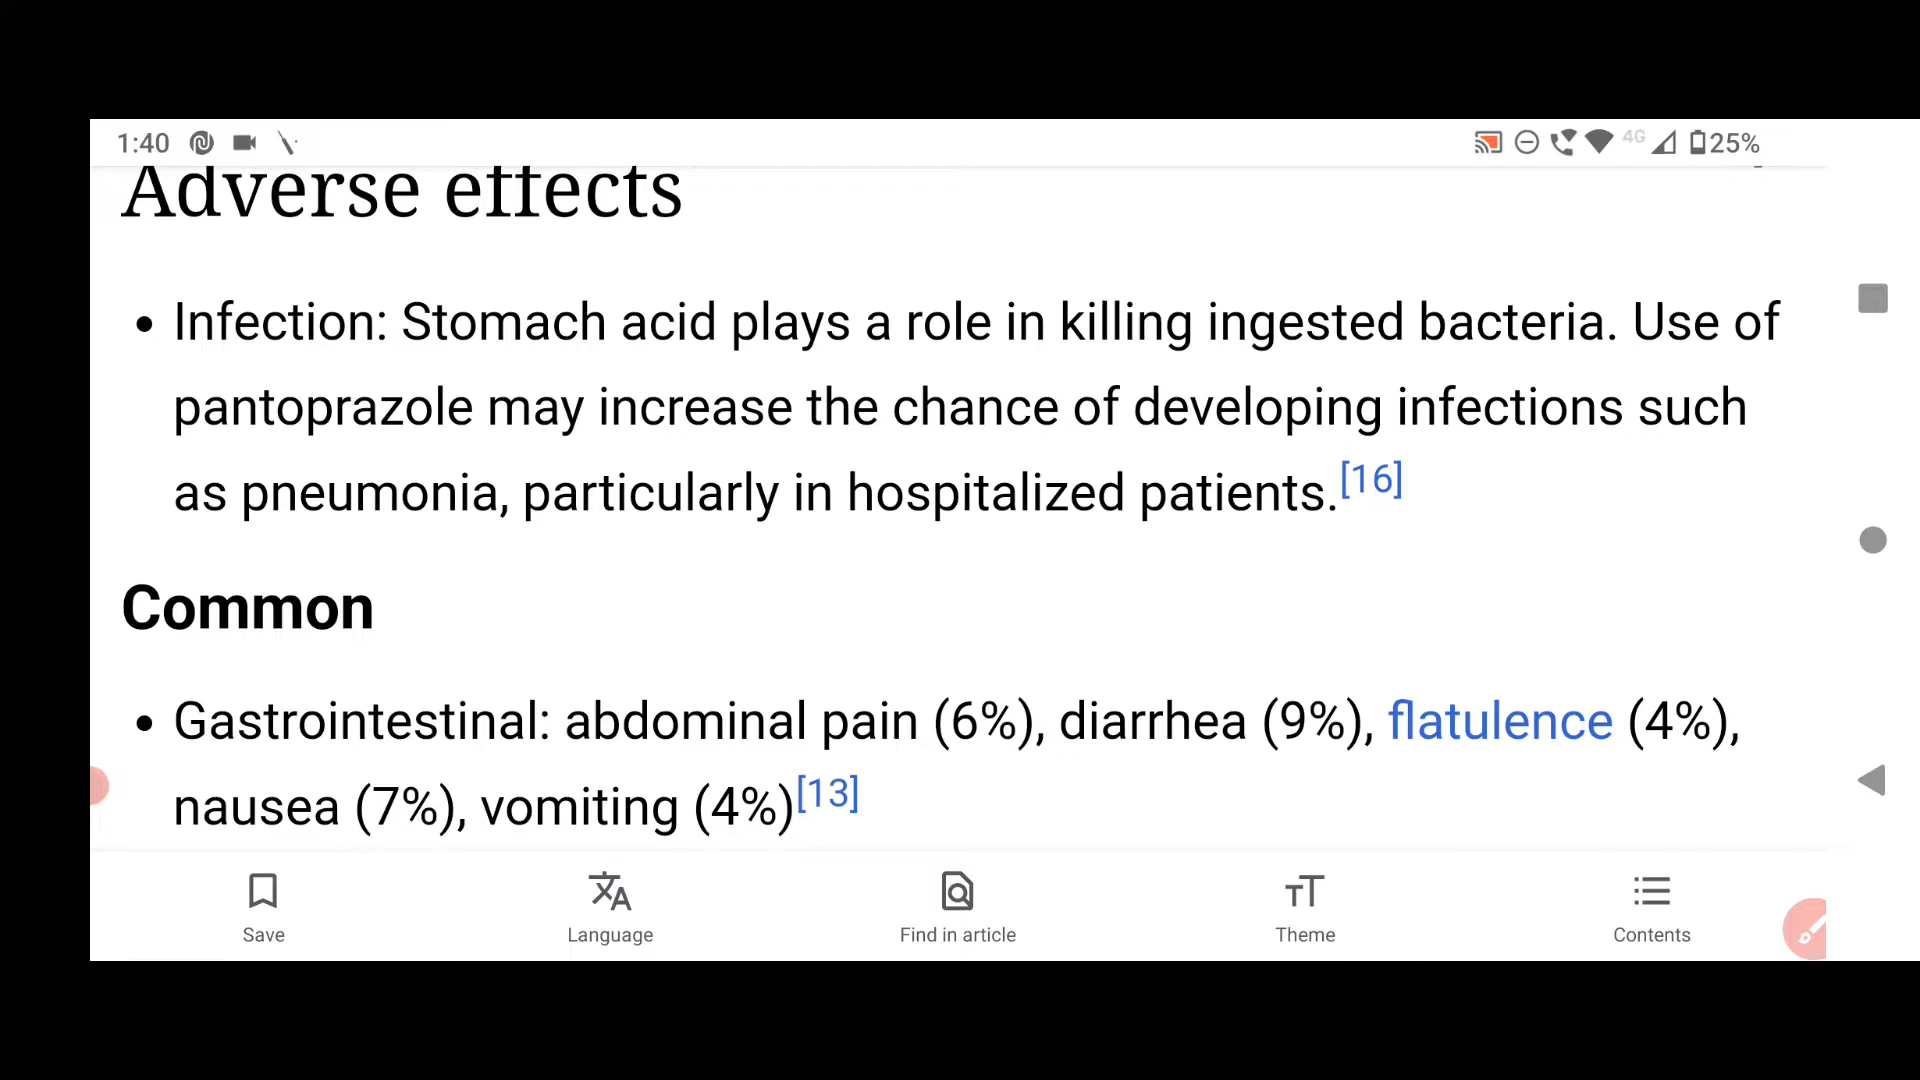 1:40
4G
25%
Adverse effects
• Infection: Stomach acid plays a role in killing ingested bacteria. Use of
pantoprazole may increase the chance of developing infections such
as pneumonia, particularly in hospitalized patients.[16]
Common
• Gastrointestinal: abdominal pain (6%), diarrhea (9%), flatulence (4%),
nausea (7%), vomiting (4%)[13]
Save
Language
Find in article
Theme
Contents